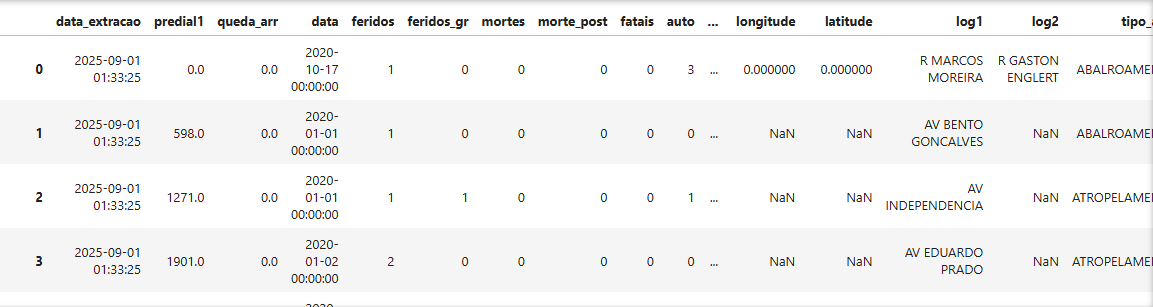 data_extracao predial1 queda_arr data feridos feridos_gr mortes morte_post fatais auto ... longitude latitude log1 log2 tipo_a
0 2025-09-01 01:33:25 0.0 0.0 2020-10-17 00:00:00 1 0 0 0 0 3 ... 0.000000 0.000000 R MARCOS MOREIRA R GASTON ENGLERT ABALROAME
1 2025-09-01 01:33:25 598.0 0.0 2020-01-01 00:00:00 1 0 0 0 0 0 ... NaN NaN AV BENTO GONCALVES NaN ABALROAME
2 2025-09-01 01:33:25 1271.0 0.0 2020-01-01 00:00:00 1 1 0 0 0 1 ... NaN NaN AV INDEPENDENCIA NaN ATROPELAME
3 2025-09-01 01:33:25 1901.0 0.0 2020-01-02 00:00:00 2 0 0 0 0 0 ... NaN NaN AV EDUARDO PRADO NaN ATROPELAME